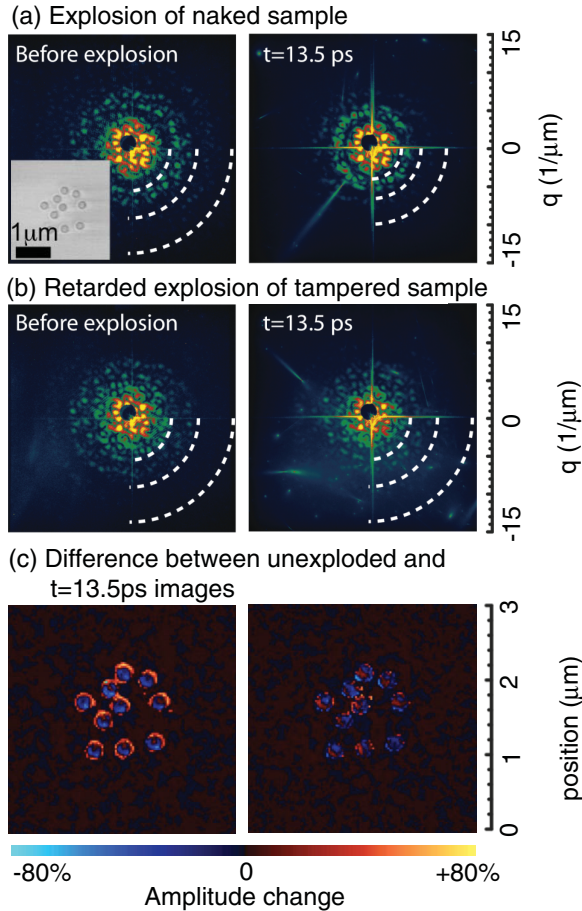 (a) Explosion of naked sample
Before explosion
t=13.5 ps
1μm
15
0
-15
q (1/μm)
(b) Retarded explosion of tampered sample
Before explosion
t=13.5 ps
15
0
-15
q (1/μm)
(c) Difference between unexploded and
t=13.5ps images
3
2
1
0
position (μm)
-80% 0 +80%
Amplitude change